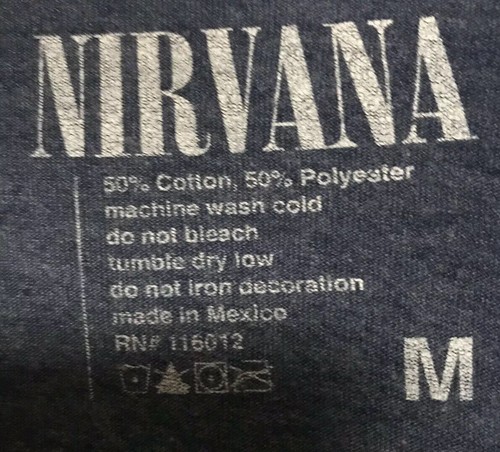 NIRVANA
50% Cotton, 50% Polyester
machine wash cold
do not bleach
tumble dry low
do not iron decoration
made in Mexico
RN# 116012
M